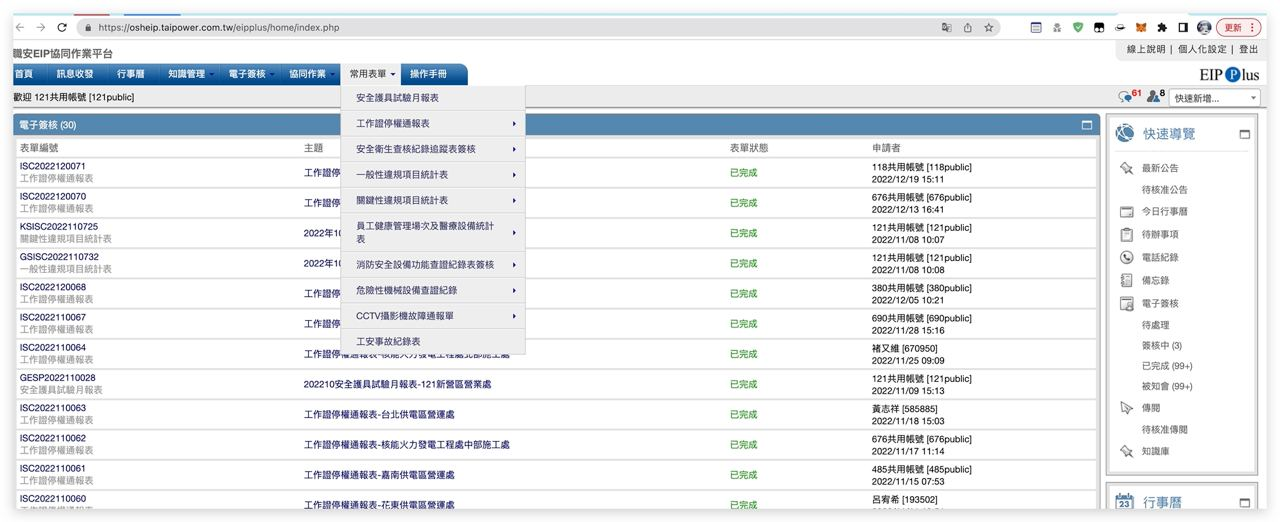 https://osheip.taipower.com.tw/eipplus/home/index.php
更新
職安EIP協同作業平台
線上說明 | 個人化設定 | 登出
首頁 訊息收發 行事曆 知識管理 電子簽核 協同作業 常用表單 操作手冊
EIP Plus
歡迎 121共用帳號 [121public]
61 8 快速新增...
安全護具試驗月報表
工作證停權通報表
安全衛生查核紀錄追蹤表簽核
一般性違規項目統計表
關鍵性違規項目統計表
員工健康管理場次及醫療設備統計
表
消防安全設備功能查證紀錄表簽核
危險性機械設備查證紀錄
CCTV攝影機故障通報單
工安事故紀錄表
電子簽核 (30)
表單編號 主題 表單狀態 申請者
ISC2022120071 118共用帳號 [118public]
工作證停權通報表 工作證停 已完成 2022/12/19 15:11
ISC2022120070 676共用帳號 [676public]
工作證停權通報表 工作證停 已完成 2022/12/13 16:41
KSISC2022110725 121共用帳號 [121public]
關鍵性違規項目統計表 2022年10 已完成 2022/11/08 10:07
GSISC2022110732 121共用帳號 [121public]
一般性違規項目統計表 2022年10 已完成 2022/11/08 10:08
ISC2022120068 380共用帳號 [380public]
工作證停權通報表 工作證停 已完成 2022/12/05 10:21
ISC2022110067 690共用帳號 [690public]
工作證停權通報表 工作證停 已完成 2022/11/28 15:16
ISC2022110064 褚又維 [670950]
工作證停權通報表 工作證停權通報表-核能火力發電工程處北部施工處 已完成 2022/11/25 09:09
GESP2022110028 121共用帳號 [121public]
安全護具試驗月報表 202210安全護具試驗月報表-121新營區營業處 已完成 2022/11/09 15:13
ISC2022110063 黃志祥 [585885]
工作證停權通報表 工作證停權通報表-台北供電區營運處 已完成 2022/11/18 15:03
ISC2022110062 676共用帳號 [676public]
工作證停權通報表 工作證停權通報表-核能火力發電工程處中部施工處 已完成 2022/11/17 11:14
ISC2022110061 485共用帳號 [485public]
工作證停權通報表 工作證停權通報表-嘉南供電區營運處 已完成 2022/11/15 07:53
ISC2022110060 呂宥希 [193502]
工作證停權通報表-花東供電區營運處 已完成
快速導覽
最新公告
待核准公告
今日行事曆
待辦事項
電話紀錄
備忘錄
電子簽核
待處理
簽核中 (3)
已完成 (99+)
被知會 (99+)
傳閱
待核准傳閱
知識庫
23 行事曆